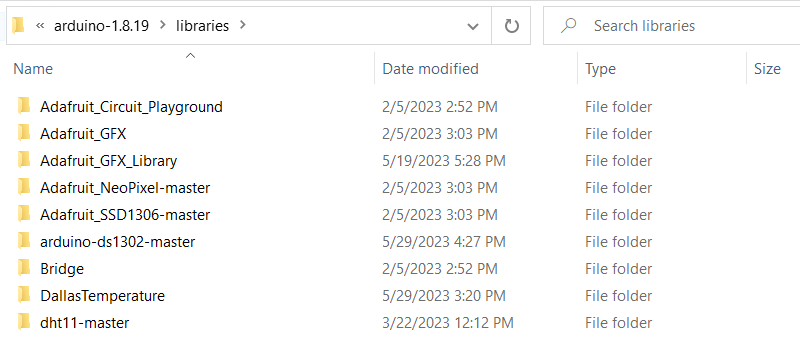 « arduino-1.8.19 > libraries >
Search libraries
Name Date modified Type Size
Adafruit_Circuit_Playground 2/5/2023 2:52 PM File folder
Adafruit_GFX 2/5/2023 3:03 PM File folder
Adafruit_GFX_Library 5/19/2023 5:28 PM File folder
Adafruit_NeoPixel-master 2/5/2023 3:03 PM File folder
Adafruit_SSD1306-master 2/5/2023 3:03 PM File folder
arduino-ds1302-master 5/29/2023 4:27 PM File folder
Bridge 2/5/2023 2:52 PM File folder
DallasTemperature 5/29/2023 3:20 PM File folder
dht11-master 3/22/2023 12:12 PM File folder